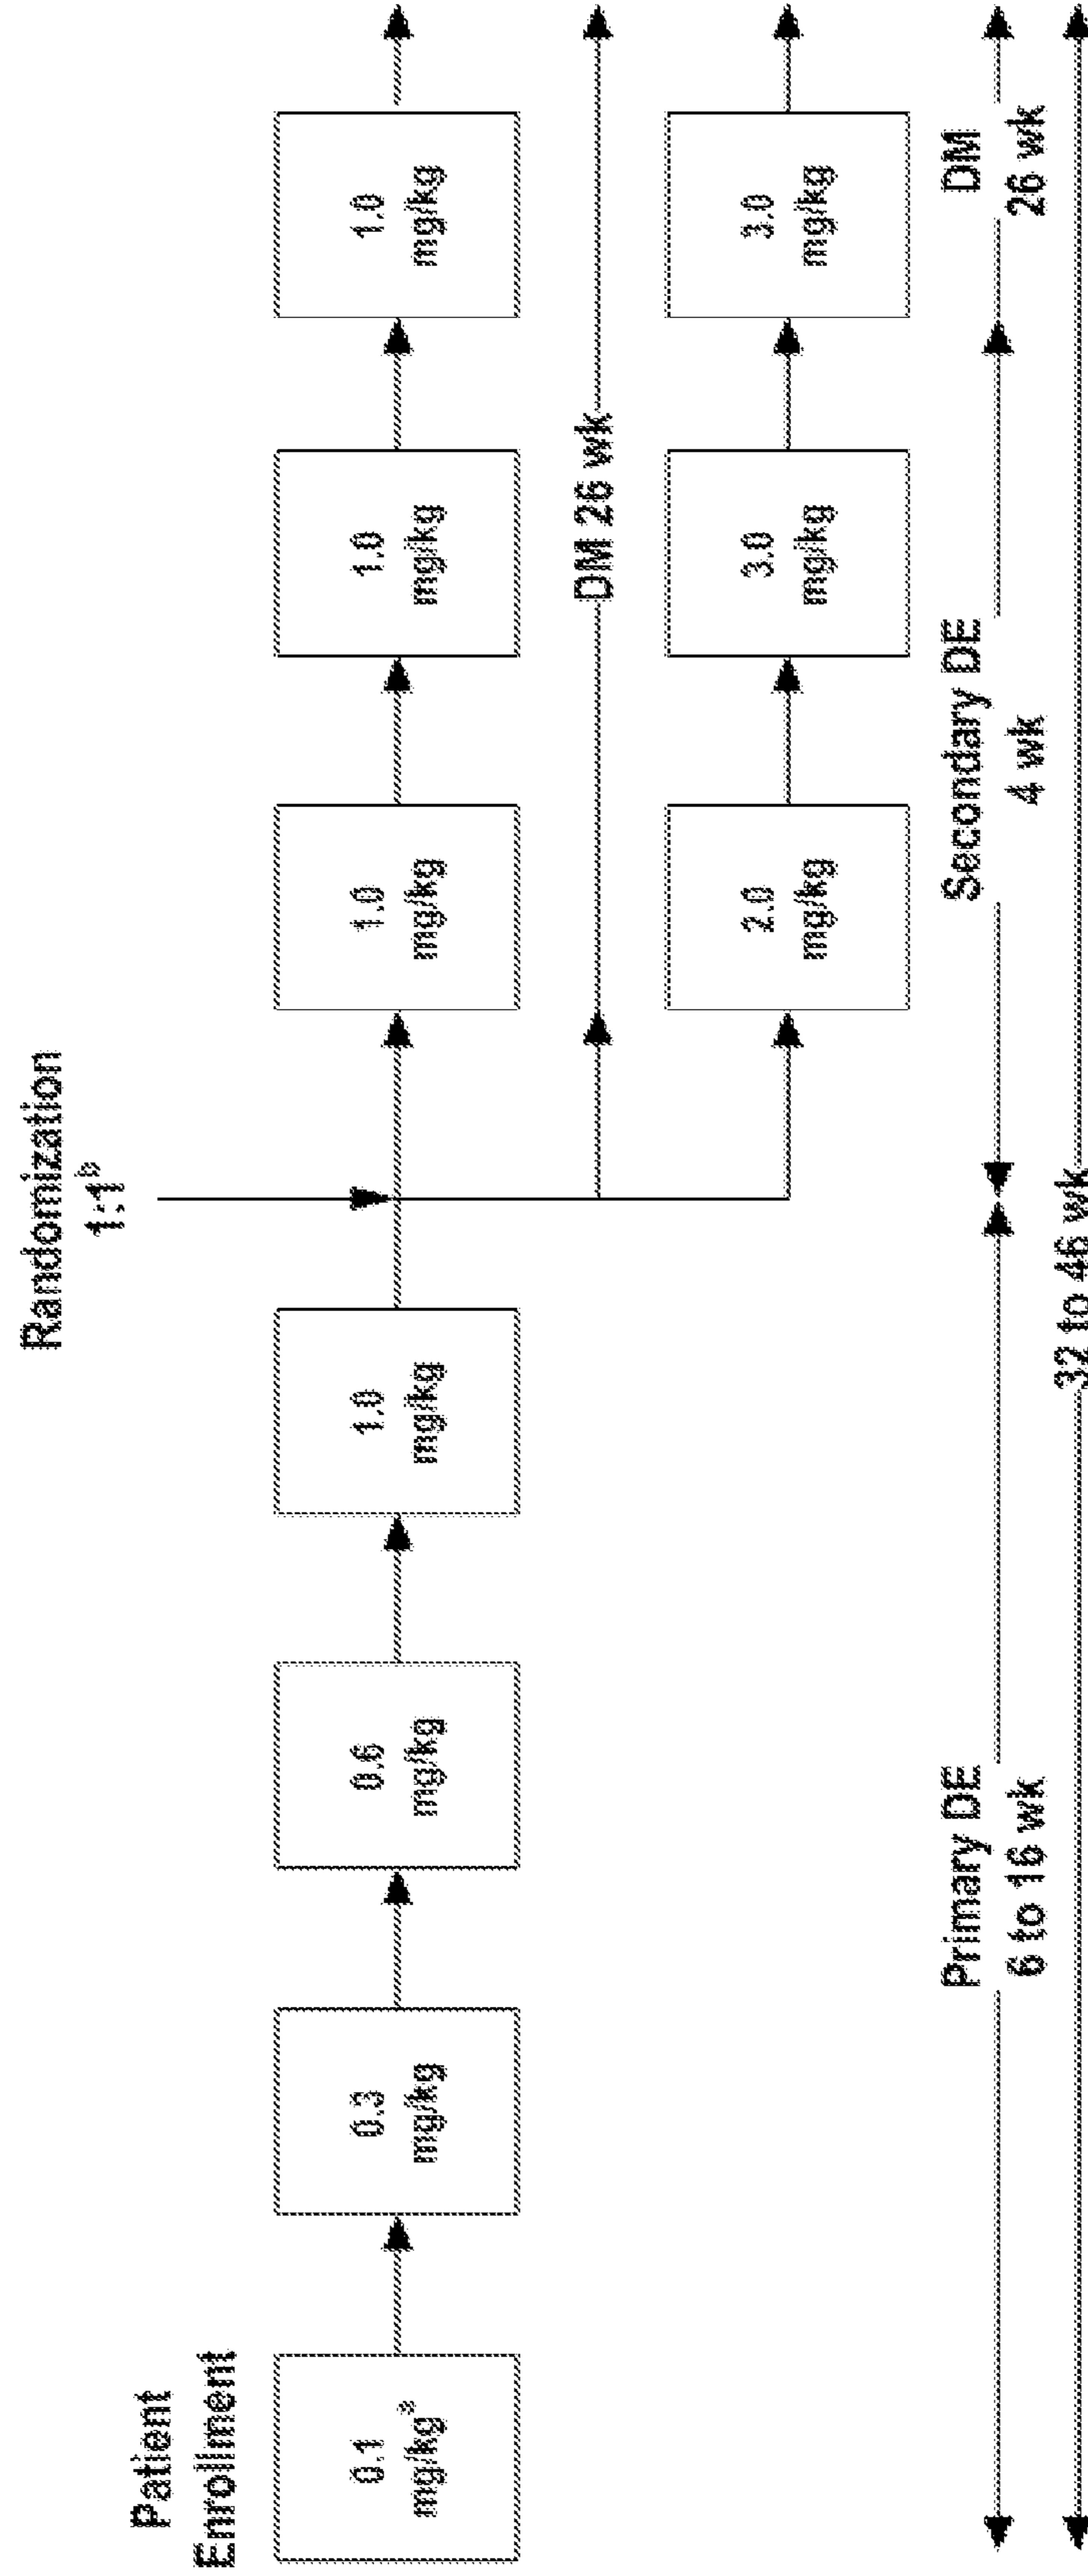 Randomization
1:1ᵇ
Patient
Enrollment
0.1
mg/kgᵃ
0.3
mg/kg
0.6
mg/kg
1.0
mg/kg
1.0
mg/kg
1.0
mg/kg
1.0
mg/kg
DM 26 wk
2.0
mg/kg
3.0
mg/kg
3.0
mg/kg
Primary DE
6 to 16 wk
Secondary DE
4 wk
DM
26 wk
32 to 46 wk